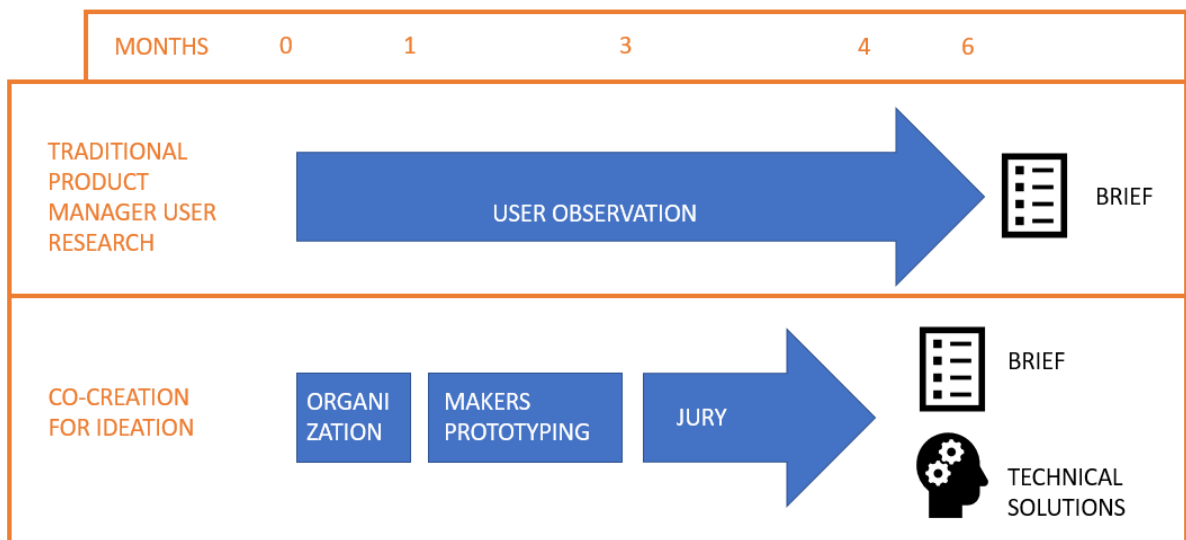 MONTHS 0 1 3 4 6
TRADITIONAL
PRODUCT
MANAGER USER
RESEARCH
USER OBSERVATION
BRIEF
CO-CREATION
FOR IDEATION
ORGANI
ZATION
MAKERS
PROTOTYPING
JURY
BRIEF
TECHNICAL
SOLUTIONS